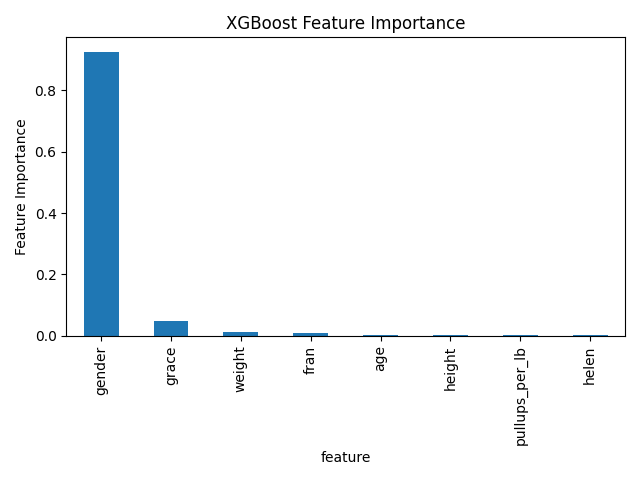 XGBoost Feature Importance
Feature Importance
0.8
0.6
0.4
0.2
0.0
gender
grace
weight
fran
age
height
pullups_per_lb
helen
feature